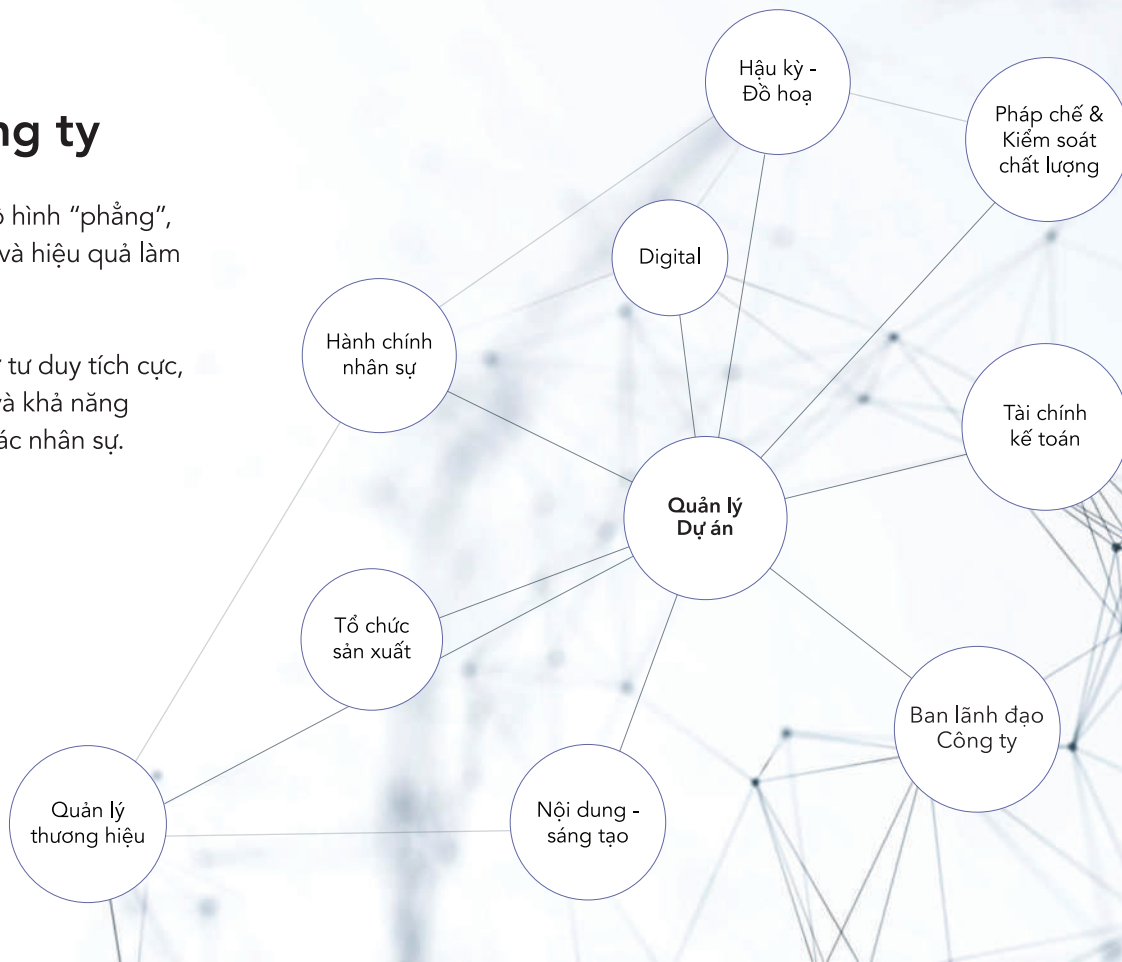 ng ty
hình “phẳng”,
và hiệu quả làm
tư duy tích cực,
và khả năng
ác nhân sự.
Hậu kỳ -
Đồ hoạ
Pháp chế &
Kiểm soát
chất lượng
Digital
Hành chính
nhân sự
Tài chính
kế toán
Quản lý
Dự án
Tổ chức
sản xuất
Ban lãnh đạo
Công ty
Quản lý
thương hiệu
Nội dung -
sáng tạo